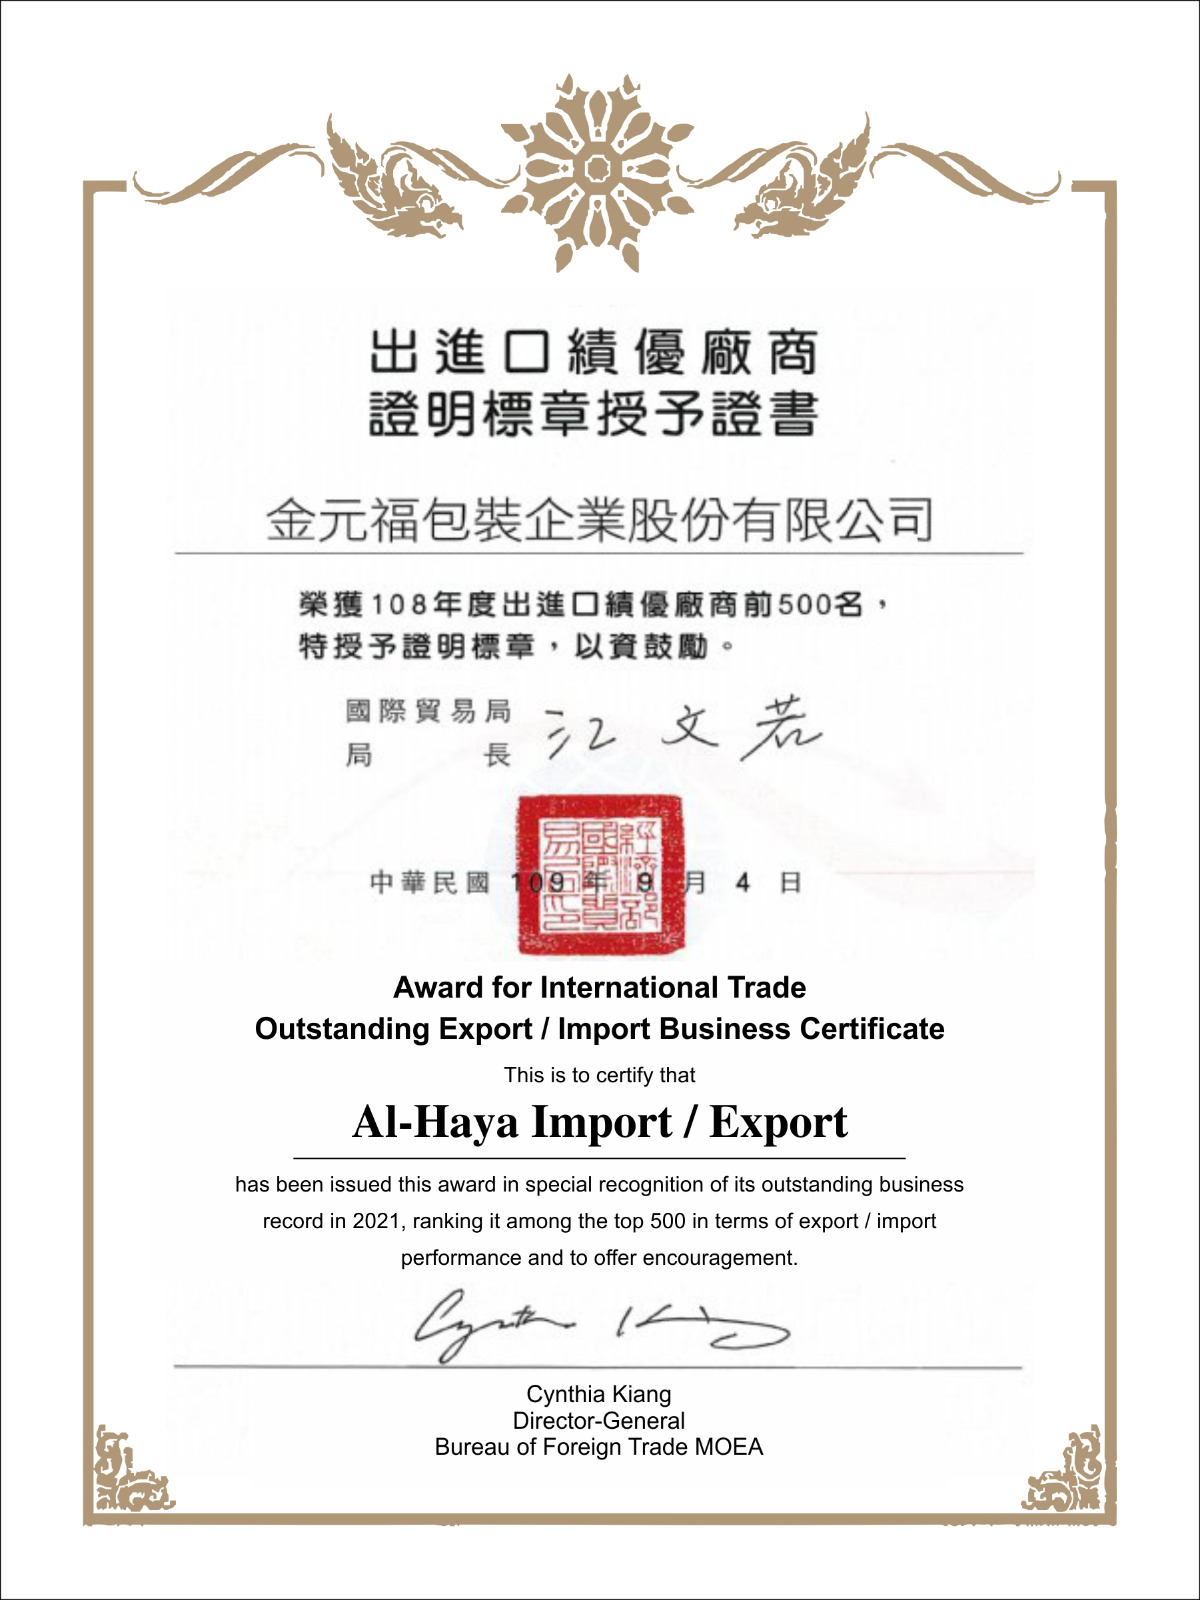 出進口績優廠商
證明標章授予證書
金元福包裝企業股份有限公司
榮獲108年度出進口績優廠商前500名，
特授予證明標章，以資鼓勵。
國際貿易局
局長 江文若
經濟部國際貿易局印
中華民國 109 年 9 月 4 日
Award for International Trade
Outstanding Export / Import Business Certificate
This is to certify that
Al-Haya Import / Export
has been issued this award in special recognition of its outstanding business
record in 2021, ranking it among the top 500 in terms of export / import
performance and to offer encouragement.
Cynthia Kiang
Cynthia Kiang
Director-General
Bureau of Foreign Trade MOEA